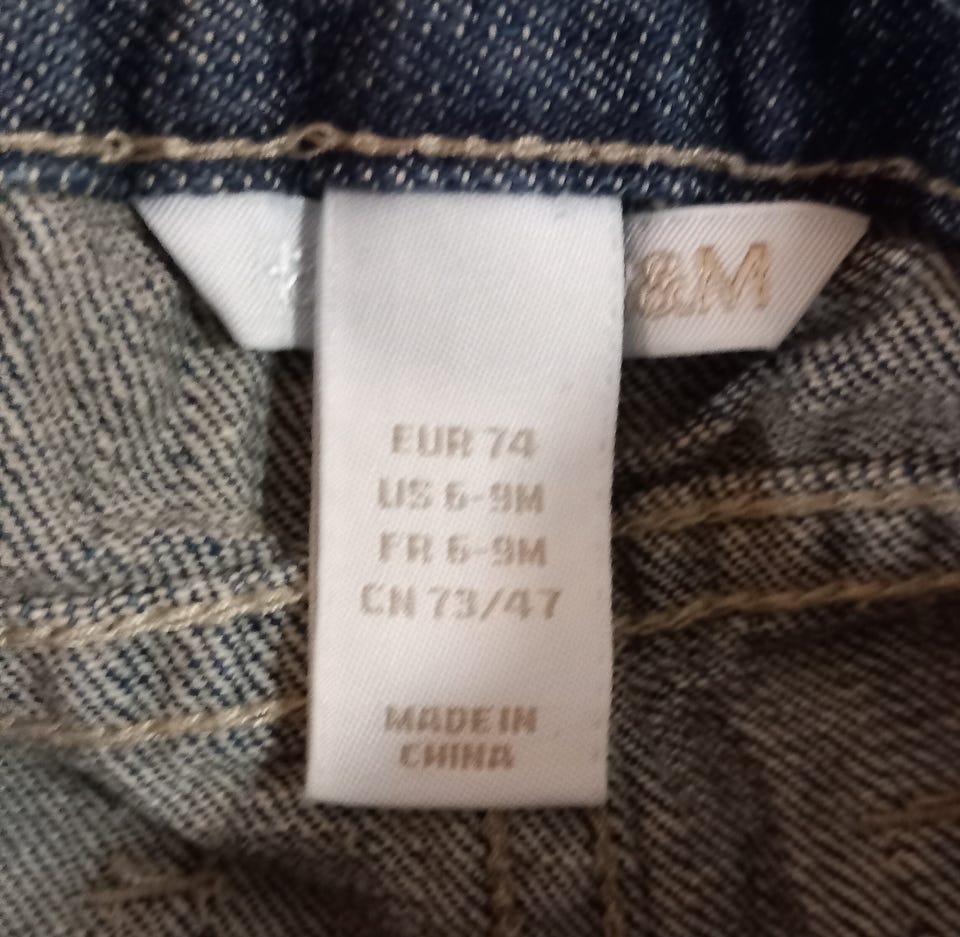 &M
EUR 74
US 6-9M
FR 6-9M
CN 73/47
MADE IN
CHINA